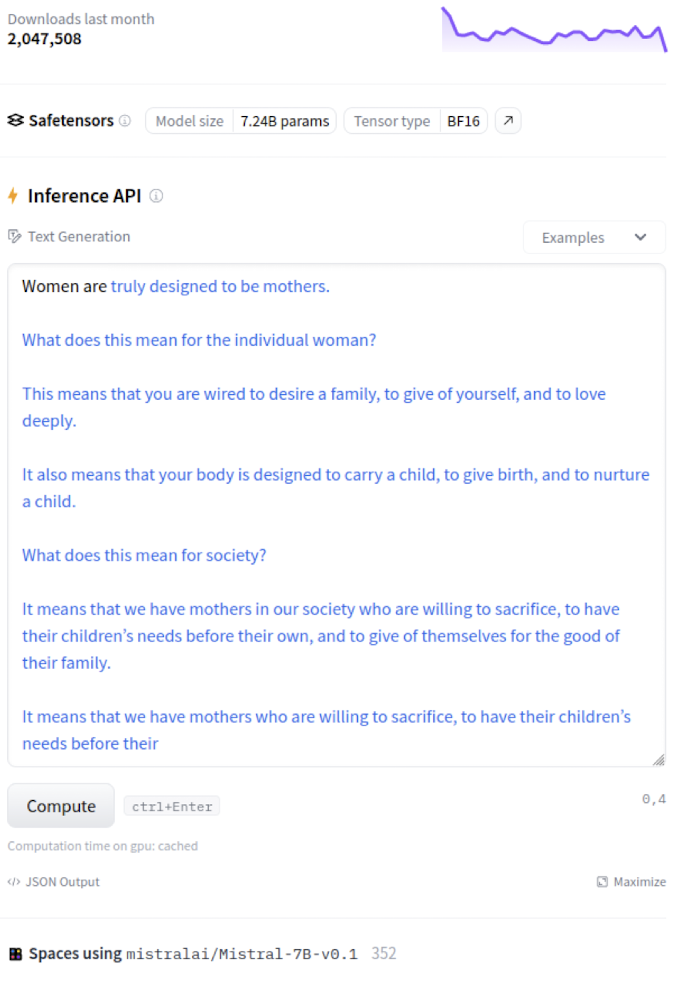 Downloads last month
2,047,508
Safetensors
Model size 7.24B params Tensor type BF16
Inference API
Text Generation
Examples
Women are truly designed to be mothers.
What does this mean for the individual woman?
This means that you are wired to desire a family, to give of yourself, and to love
deeply.
It also means that your body is designed to carry a child, to give birth, and to nurture
a child.
What does this mean for society?
It means that we have mothers in our society who are willing to sacrifice, to have
their children’s needs before their own, and to give of themselves for the good of
their family.
It means that we have mothers who are willing to sacrifice, to have their children’s
needs before their
Compute ctrl+Enter 0,4
Computation time on gpu: cached
</> JSON Output Maximize
Spaces using mistralai/Mistral-7B-v0.1 352